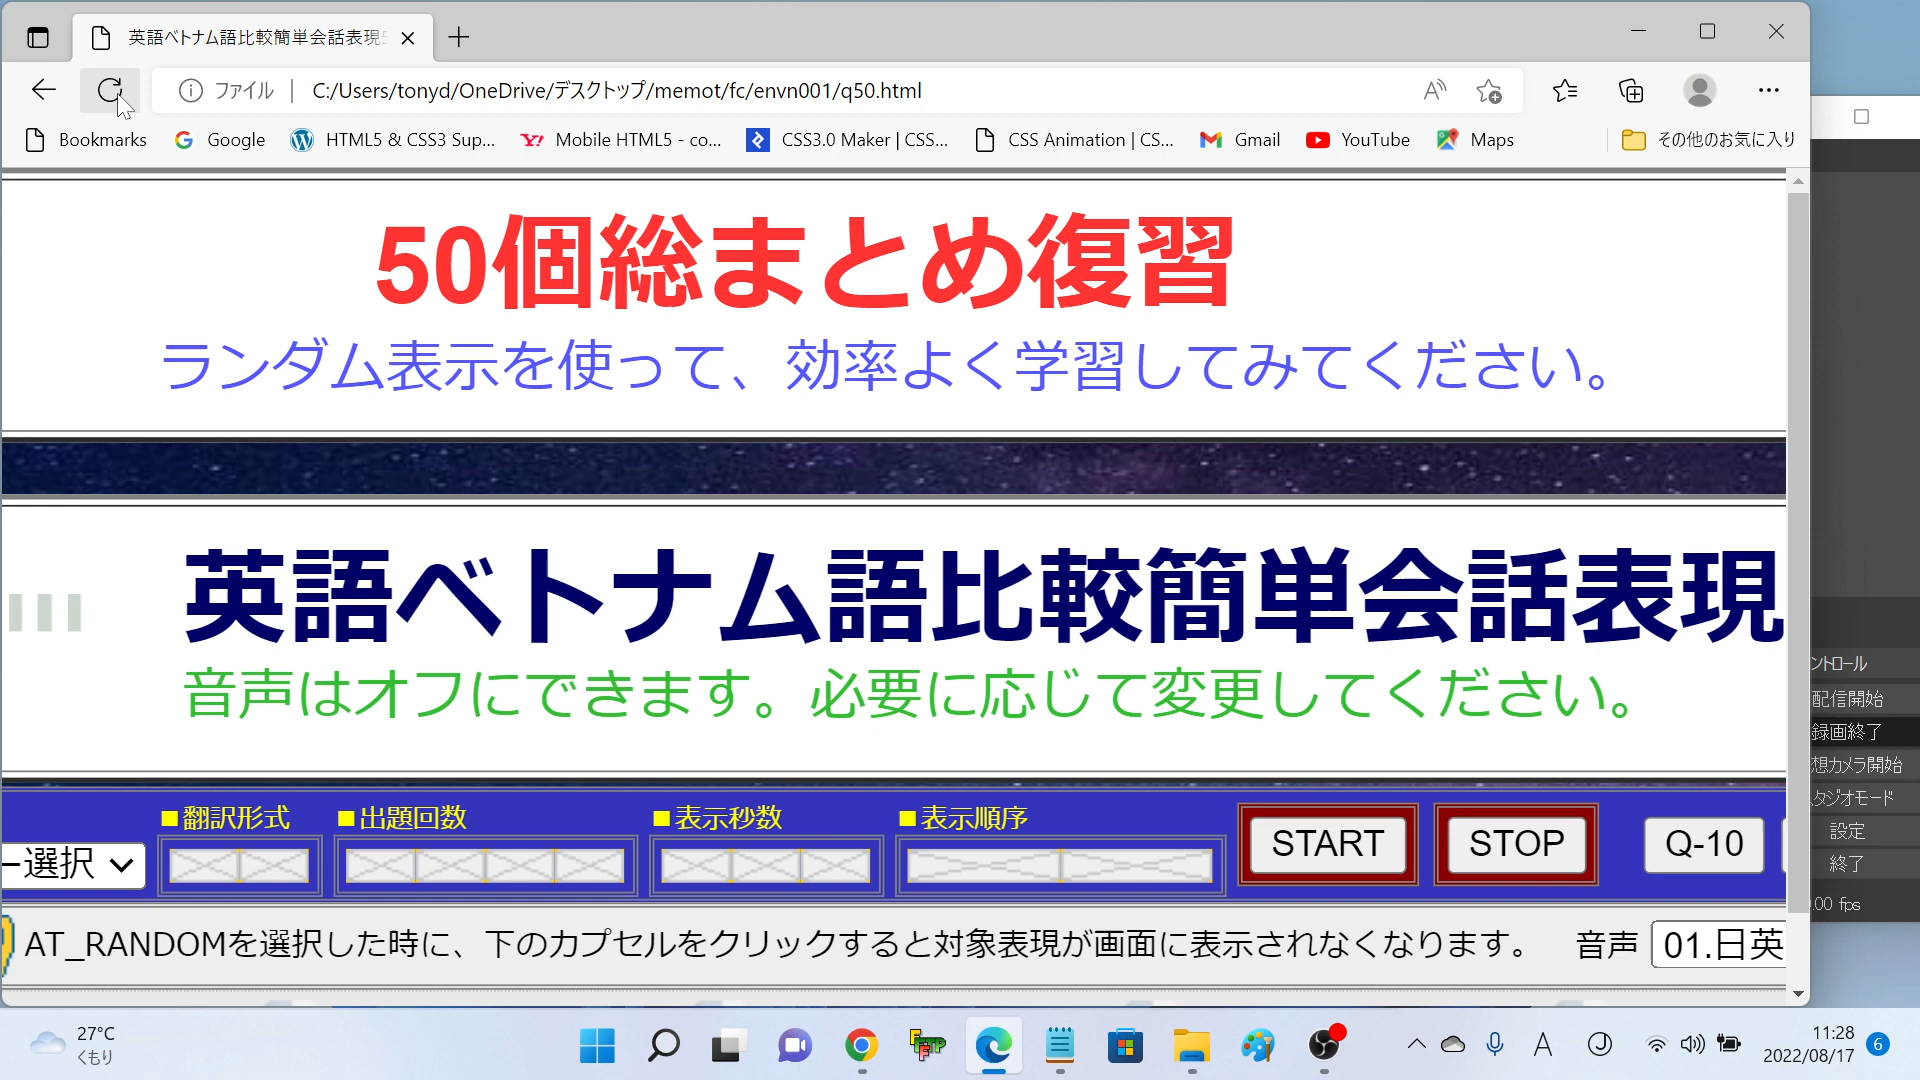 英語ベトナム語比較簡単会話表現
ファイル
C:/Users/tonyd/OneDrive/デスクトップ/memot/fc/envn001/q50.html
Bookmarks
Google
HTML5 & CSS3 Sup...
Mobile HTML5 - co...
CSS3.0 Maker | CSS...
CSS Animation | CS...
Gmail
YouTube
Maps
その他のお気に入り
50個総まとめ復習
ランダム表示を使って、効率よく学習してみてください。
英語ベトナム語比較簡単会話表現
音声はオフにできます。必要に応じて変更してください。
■翻訳形式
■出題回数
■表示秒数
■表示順序
ー選択
START
STOP
Q-10
AT_RANDOMを選択した時に、下のカプセルをクリックすると対象表現が画面に表示されなくなります。
音声
01.日英
ントロール
配信開始
録画終了
想カメラ開始
タジオモード
設定
終了
.00 fps
27°C
くもり
A
J
11:28
2022/08/17
6